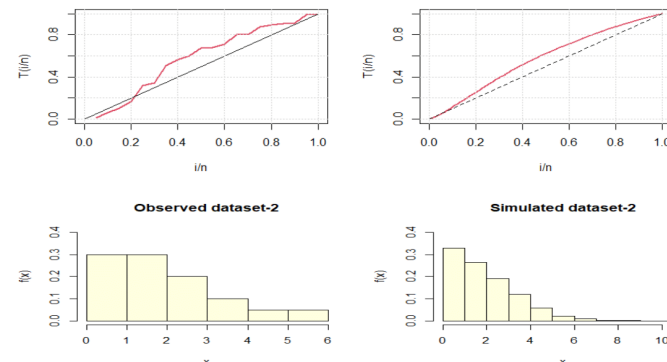 T(i/n)
0.0 0.4 0.8
0.0 0.2 0.4 0.6 0.8 1.0
i/n
T(i/n)
0.0 0.4 0.8
0.0 0.2 0.4 0.6 0.8 1.0
i/n
Observed dataset-2
f(x)
0.0 0.1 0.2 0.3 0.4
0 1 2 3 4 5 6
Simulated dataset-2
f(x)
0.0 0.1 0.2 0.3 0.4
0 2 4 6 8 10